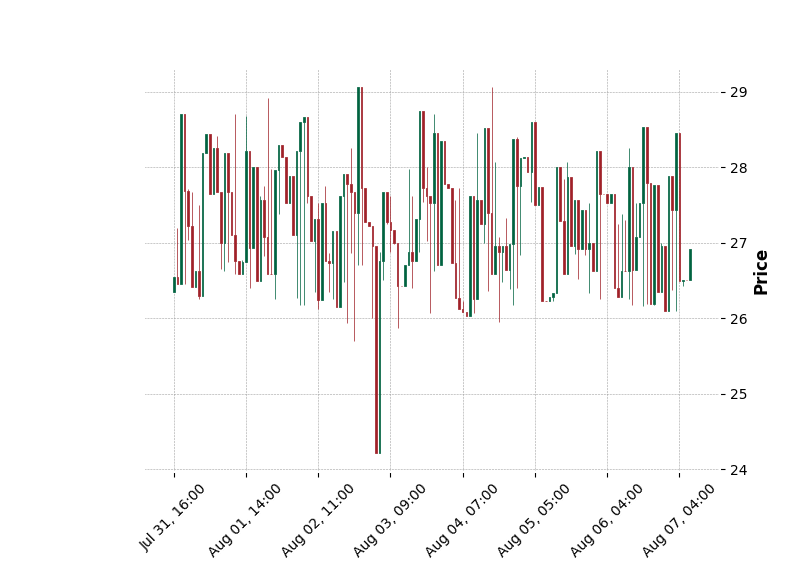 29
28
27
26
25
24
Price
Jul 31, 16:00
Aug 01, 14:00
Aug 02, 11:00
Aug 03, 09:00
Aug 04, 07:00
Aug 05, 05:00
Aug 06, 04:00
Aug 07, 04:00